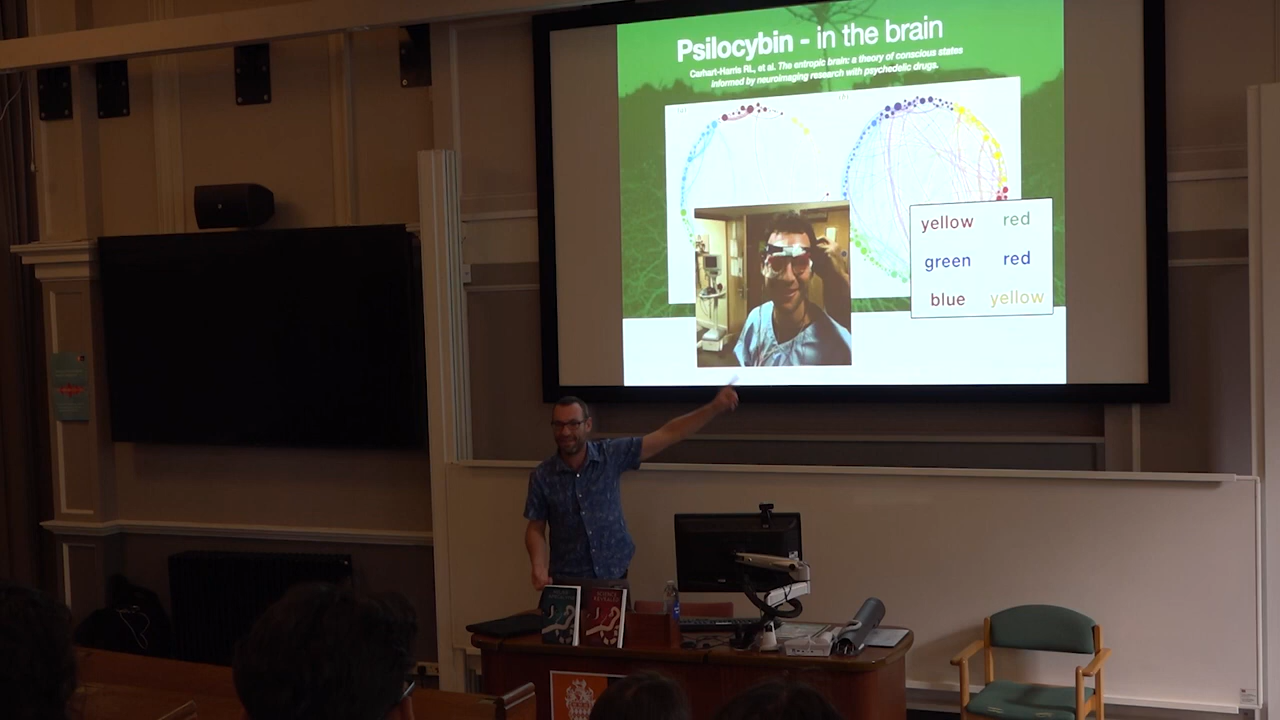 Psilocybin - in the brain
Carhart-Harris RL, et al. The entropic brain: a theory of conscious states
informed by neuroimaging research with psychedelic drugs.
(a)
(b)
yellow red
green red
blue yellow